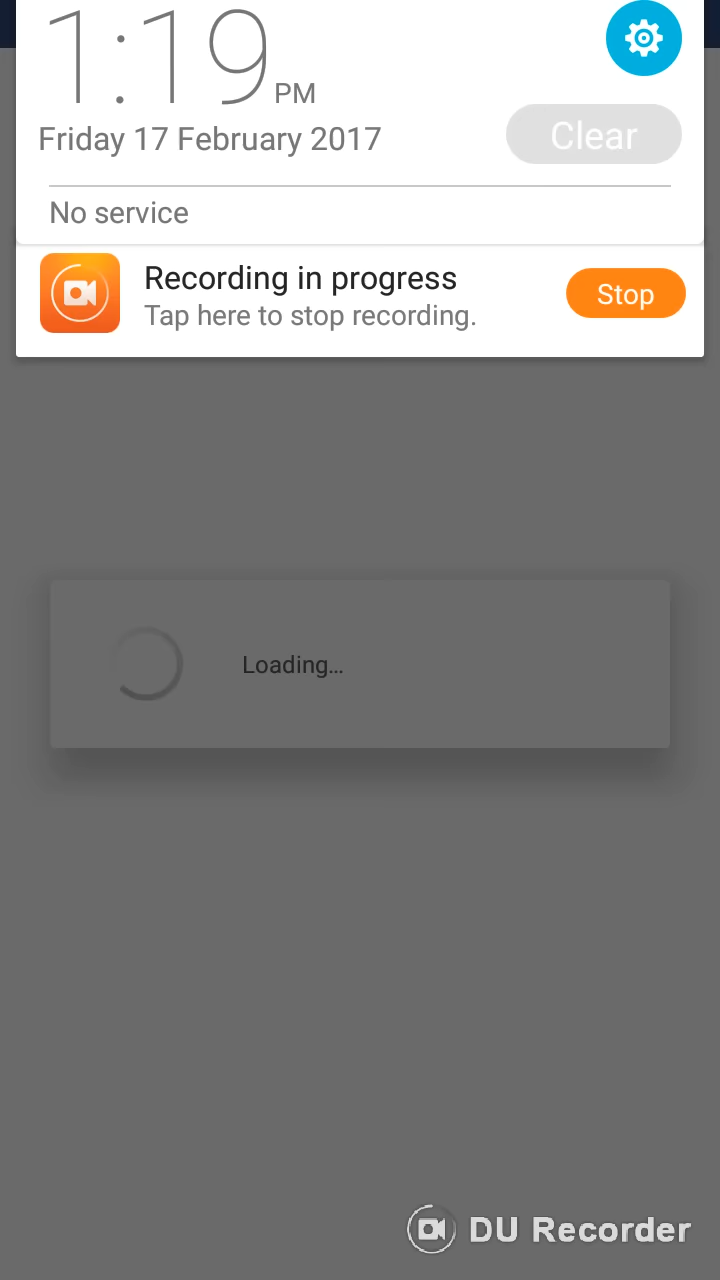 1:19 PM
Friday 17 February 2017
Clear
No service
Recording in progress
Tap here to stop recording.
Stop
Loading...
DU Recorder